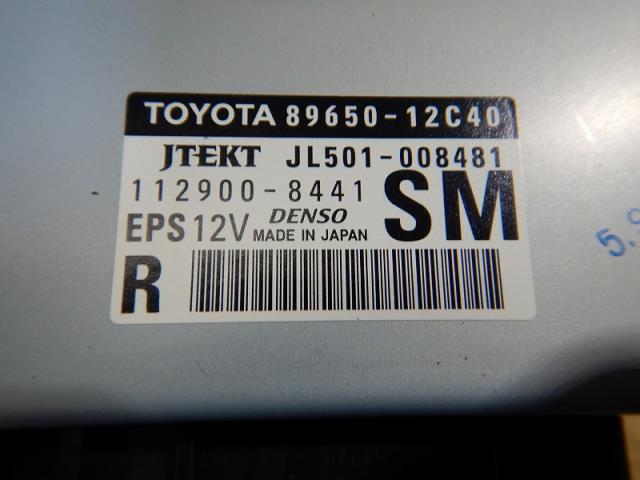 TOYOTA 89650-12C40
JTEKT JL501-008481
112900-8441
EPS 12V DENSO
MADE IN JAPAN
SM
R